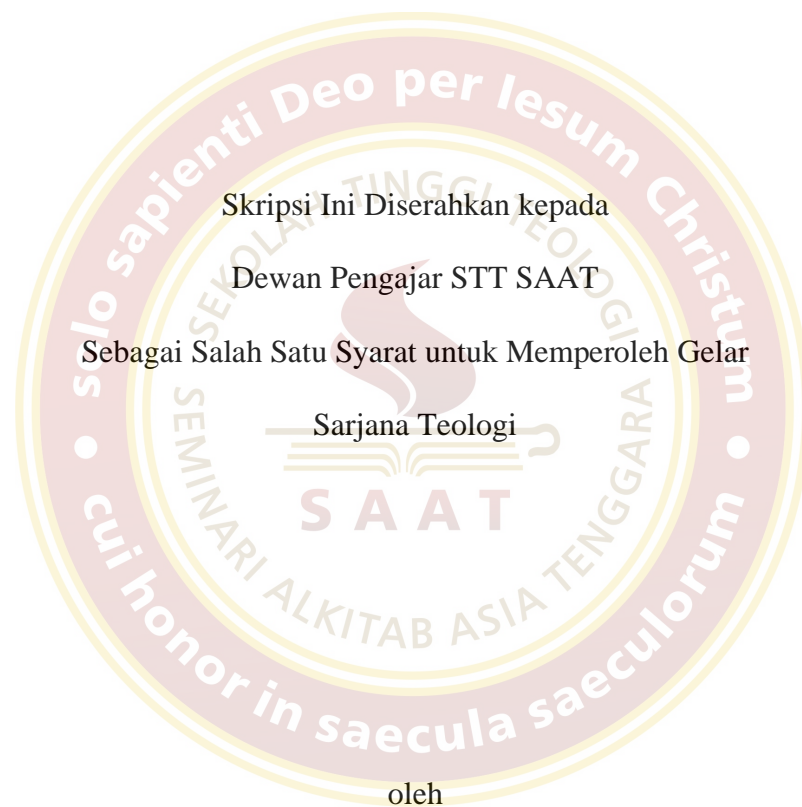 solo sapienti Deo per Iesum Christum
SEKOLAH TINGGI TEOLOGI
Skripsi Ini Diserahkan kepada
Dewan Pengajar STT SAAT
Sebagai Salah Satu Syarat untuk Memperoleh Gelar
Sarjana Teologi
SAAT
SEMINARI ALKITAB ASIA TENGGARA
cui honor in saecula saeculorum
oleh